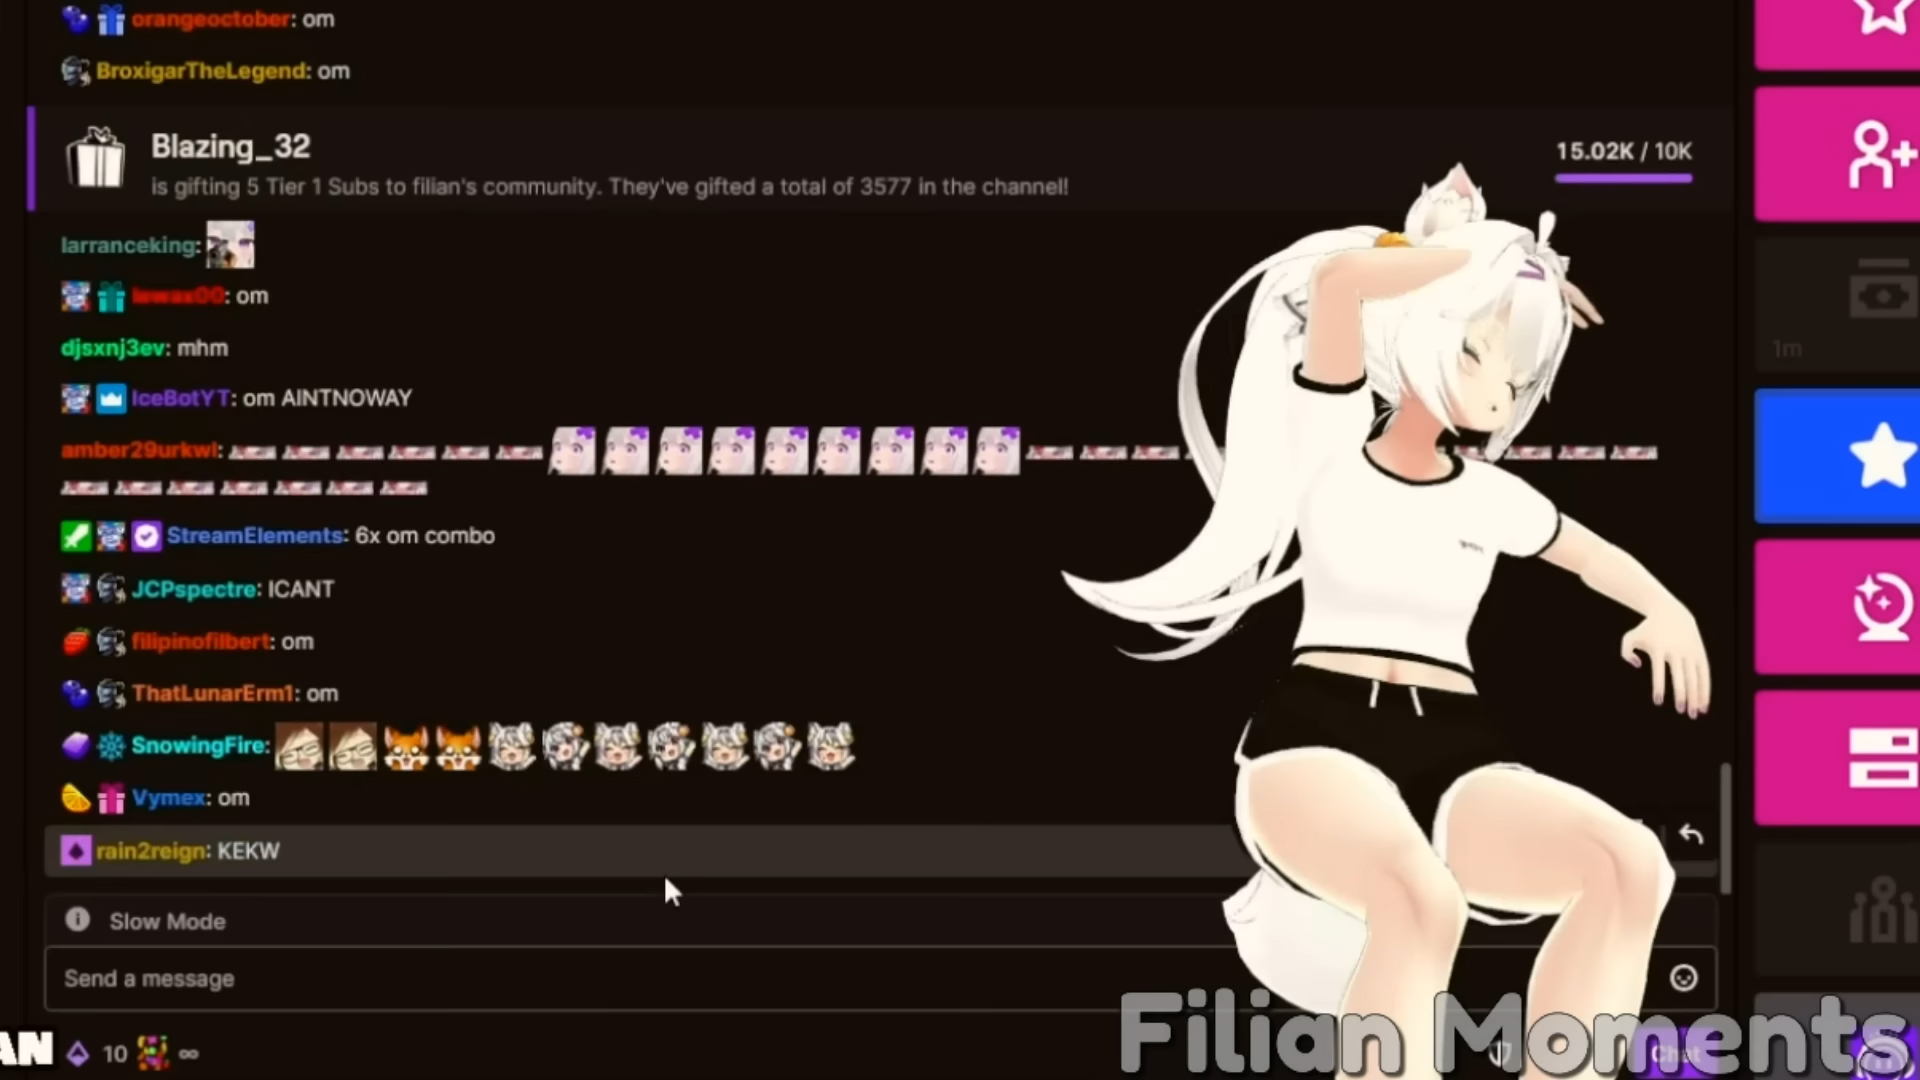 orangeoctober: om
BroxigarTheLegend: om
Blazing_32
15.02K / 10K
is gifting 5 Tier 1 Subs to filian's community. They've gifted a total of 3577 in the channel!
larranceking:
lewax00: om
djsxnj3ev: mhm
1m
IceBotYT: om AINTNOWAY
amber29urkwl:
StreamElements: 6x om combo
JCPspectre: ICANT
filipinofilbert: om
ThatLunarErm1: om
SnowingFire:
Vymex: om
rain2reign: KEKW
Slow Mode
Send a message
AN
10
∞
Chat
Filian Moments